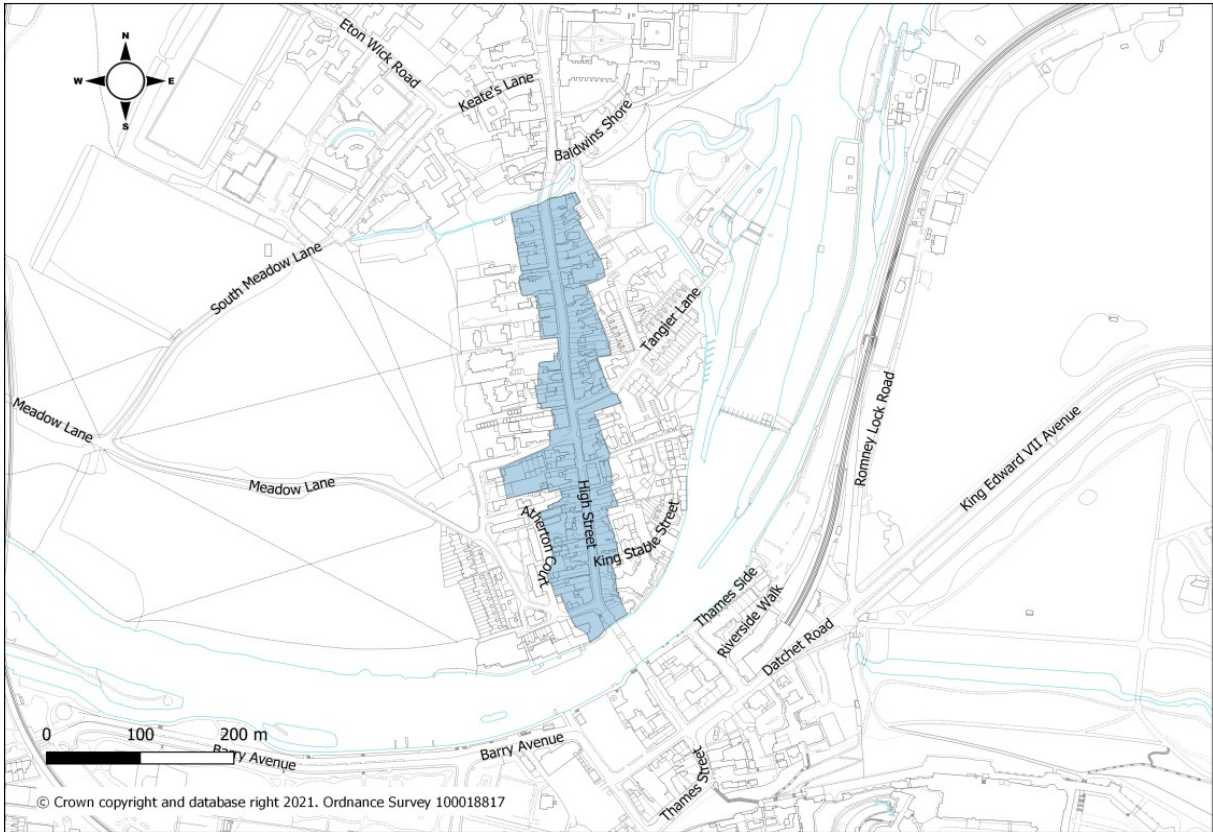 N
W E
S
Eton Wick Road
Keate's Lane
Baldwins Shore
South Meadow Lane
Tangier Lane
Meadow Lane
Romney Lock Road
King Edward VII Avenue
Meadow Lane
High Street
Atherton Court
King Stable Street
Thames Side
Riverside Walk
Datchet Road
0 100 200 m
Barry Avenue
Barry Avenue
Thames Street
© Crown copyright and database right 2021. Ordnance Survey 100018817